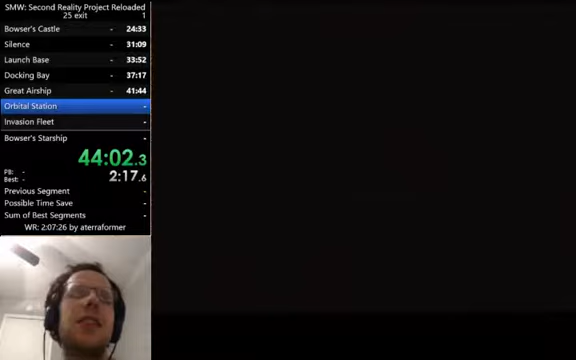 SMW: Second Reality Project Reloaded
25 exit 1
Bowser's Castle - 24:33
Silence - 31:09
Launch Base - 33:52
Docking Bay - 37:17
Great Airship - 41:44
Orbital Station -
Invasion Fleet -
Bowser's Starship -
44:02.3
PB: -
Best: - 2:17.6
Previous Segment -
Possible Time Save -
Sum of Best Segments -
WR: 2:07:26 by aterraformer